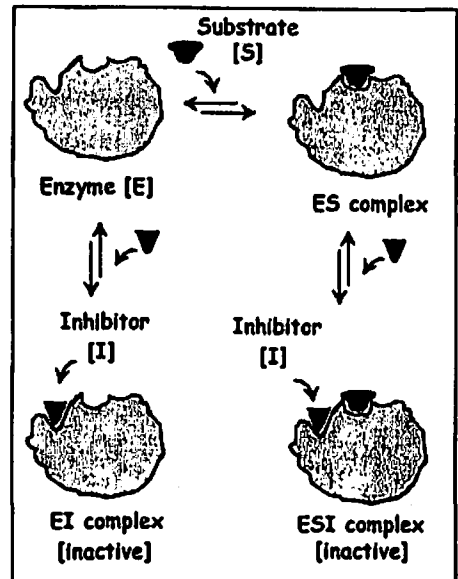 Substrate
[S]
Enzyme [E]
ES complex
Inhibitor
[I]
Inhibitor
[I]
EI complex
[inactive]
ESI complex
[inactive]